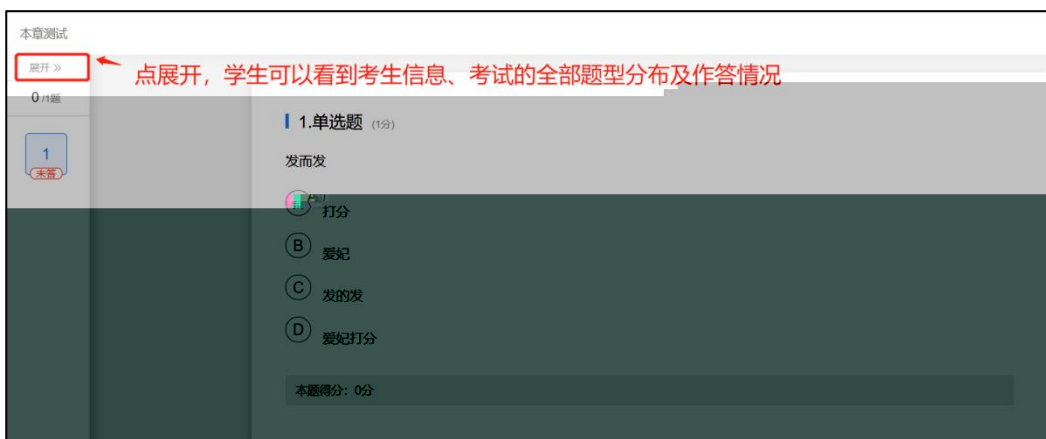 本章测试
展开 》
点展开，学生可以看到考生信息、考试的全部题型分布及作答情况
0 /1题
1.单选题 (1分)
1
未答
发而发
打分
B 爱妃
C 发的发
D 爱妃打分
本题得分：0分